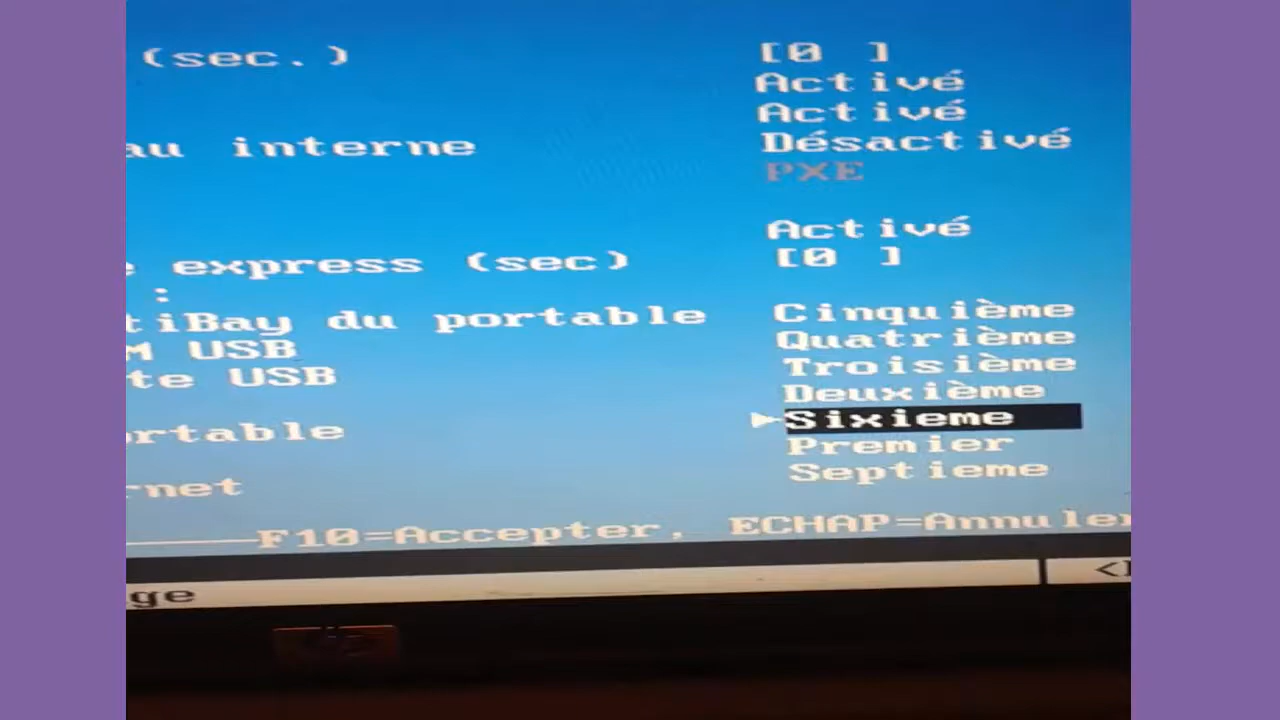 (sec.) [0 ]
Activé
Activé
au interne Désactivé
PXE
Activé
express (sec) [0 ]
:
tiBay du portable Cinquième
M USB Quatrième
te USB Troisième
Deuxième
rtable Sixieme
Premier
rnet Septieme
F10=Accepter, ECHAP=Annuler
ge